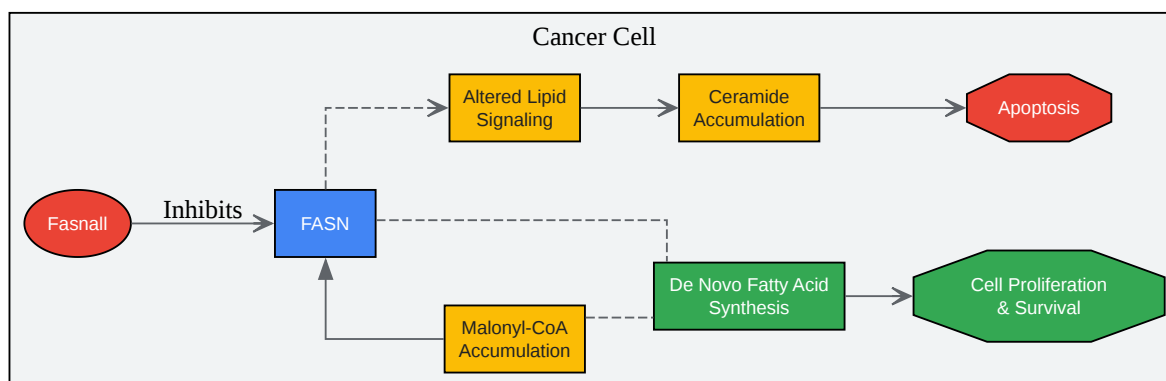 Cancer Cell
Altered Lipid
Signaling
Ceramide
Accumulation
Apoptosis
Fasnall
Inhibits
FASN
De Novo Fatty Acid
Synthesis
Cell Proliferation
& Survival
Malonyl-CoA
Accumulation